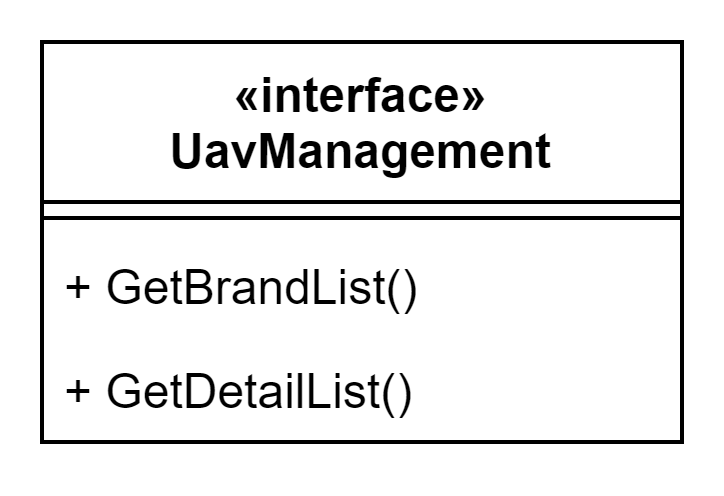 «interface»
UavManagement
+ GetBrandList()
+ GetDetailList()